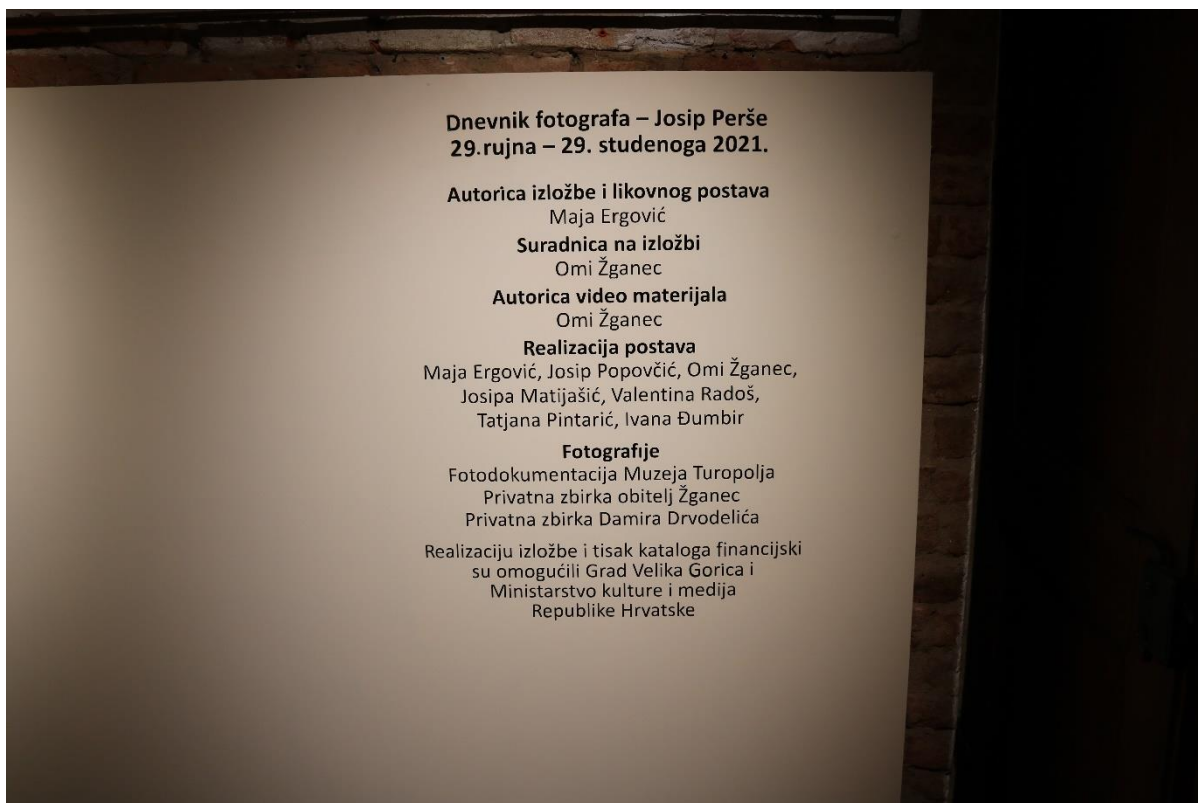 Dnevnik fotografa – Josip Perše
29. rujna – 29. studenoga 2021.
Autorica izložbe i likovnog postava
Maja Ergović
Suradnica na izložbi
Omi Žganec
Autorica video materijala
Omi Žganec
Realizacija postava
Maja Ergović, Josip Popovčić, Omi Žganec,
Josipa Matijašić, Valentina Radoš,
Tatjana Pintarić, Ivana Đumbir
Fotografije
Fotodokumentacija Muzeja Turopolja
Privatna zbirka obitelj Žganec
Privatna zbirka Damira Drvodelića
Realizaciju izložbe i tisak kataloga financijski
su omogućili Grad Velika Gorica i
Ministarstvo kulture i medija
Republike Hrvatske